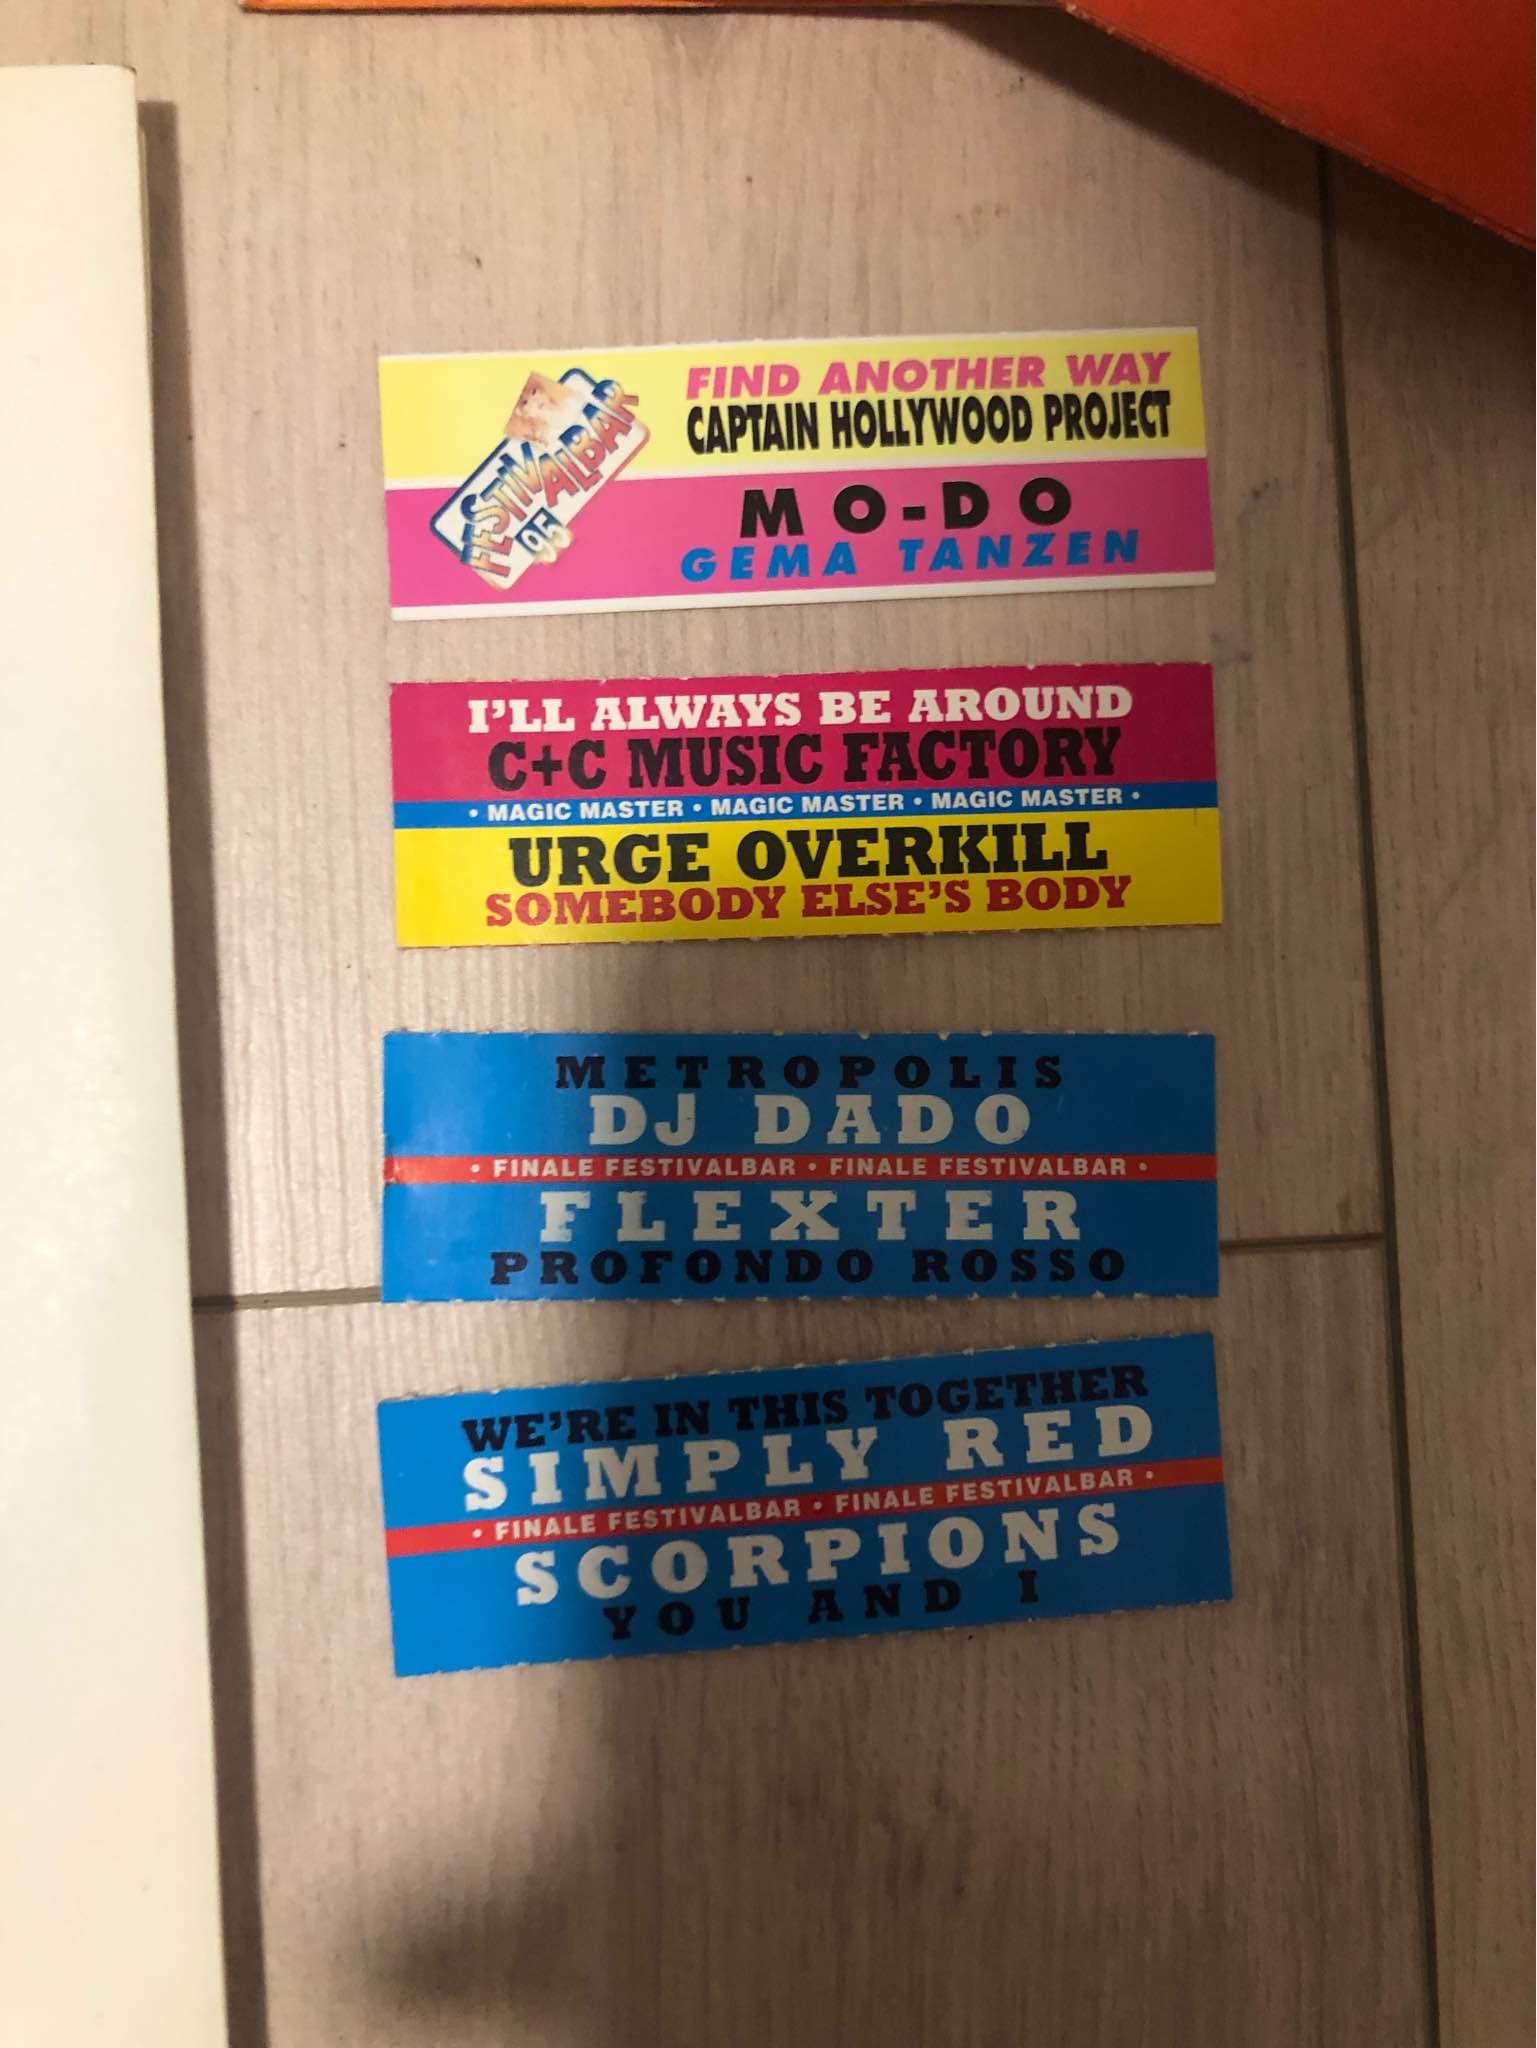 FESTIVALBAR
95
FIND ANOTHER WAY
CAPTAIN HOLLYWOOD PROJECT
MO-DO
GEMA TANZEN
I'LL ALWAYS BE AROUND
C+C MUSIC FACTORY
• MAGIC MASTER • MAGIC MASTER • MAGIC MASTER •
URGE OVERKILL
SOMEBODY ELSE'S BODY
METROPOLIS
DJ DADO
• FINALE FESTIVALBAR • FINALE FESTIVALBAR •
FLEXTER
PROFONDO ROSSO
WE'RE IN THIS TOGETHER
SIMPLY RED
• FINALE FESTIVALBAR • FINALE FESTIVALBAR •
SCORPIONS
YOU AND I